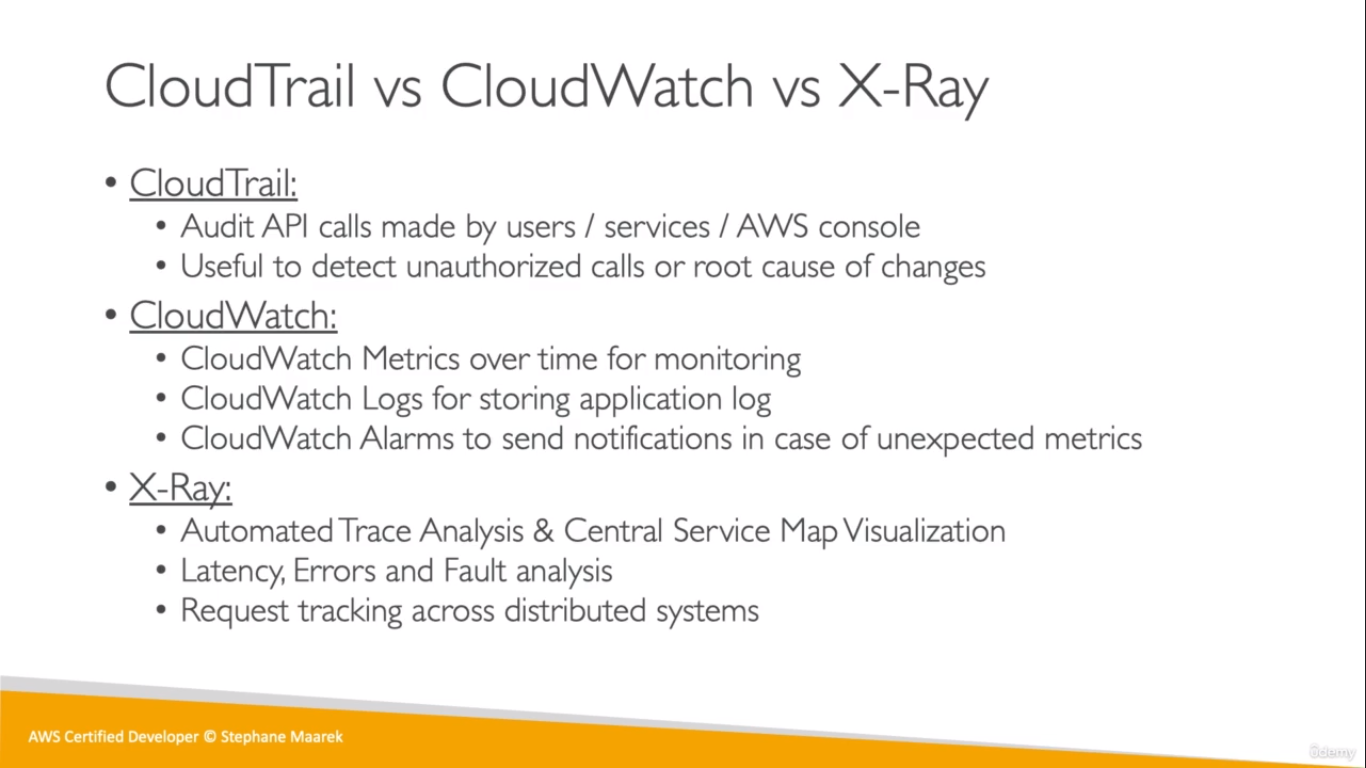 CloudTrail vs CloudWatch vs X-Ray
• CloudTrail:
• Audit API calls made by users / services / AWS console
• Useful to detect unauthorized calls or root cause of changes
• CloudWatch:
• CloudWatch Metrics over time for monitoring
• CloudWatch Logs for storing application log
• CloudWatch Alarms to send notifications in case of unexpected metrics
• X-Ray:
• Automated Trace Analysis & Central Service Map Visualization
• Latency, Errors and Fault analysis
• Request tracking across distributed systems
AWS Certified Developer © Stephane Maarek
ûdemy